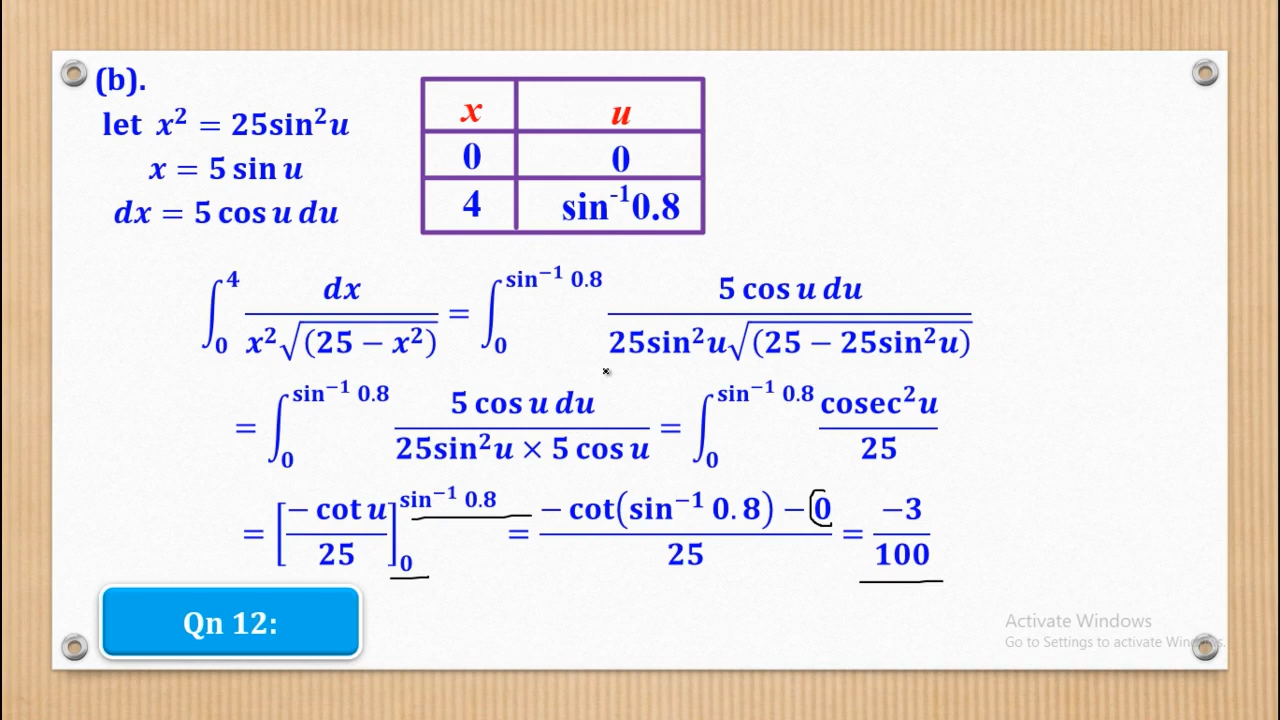 (b).
let x² = 25sin²u
x = 5 sin u
dx = 5 cos u du
x u
0 0
4 sin⁻¹0.8
∫₀⁴ dx / x²√(25 − x²) = ∫₀^(sin⁻¹ 0.8) 5 cos u du / 25sin²u√(25 − 25sin²u)
= ∫₀^(sin⁻¹ 0.8) 5 cos u du / 25sin²u × 5 cos u = ∫₀^(sin⁻¹ 0.8) cosec²u / 25
= [− cot u / 25]₀^(sin⁻¹ 0.8) = − cot(sin⁻¹ 0.8) − 0 / 25 = −3 / 100
Qn 12:
Activate Windows
Go to Settings to activate Windows.